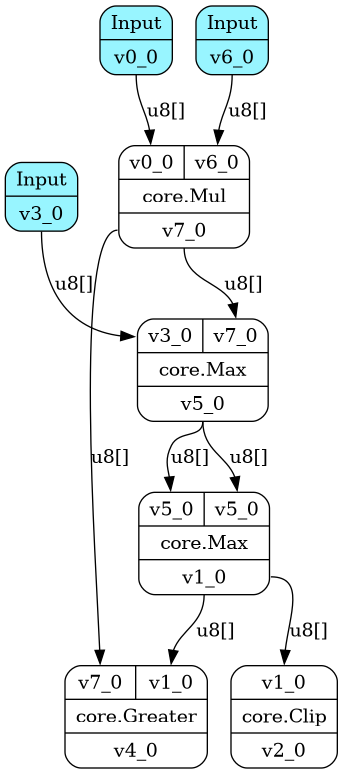 Input
v0_0
Input
v6_0
u8[]
u8[]
Input
v3_0
v0_0 v6_0
core.Mul
v7_0
u8[]
u8[]
v3_0 v7_0
core.Max
v5_0
u8[]
u8[]
u8[]
v5_0 v5_0
core.Max
v1_0
u8[]
u8[]
v7_0 v1_0
core.Greater
v4_0
v1_0
core.Clip
v2_0